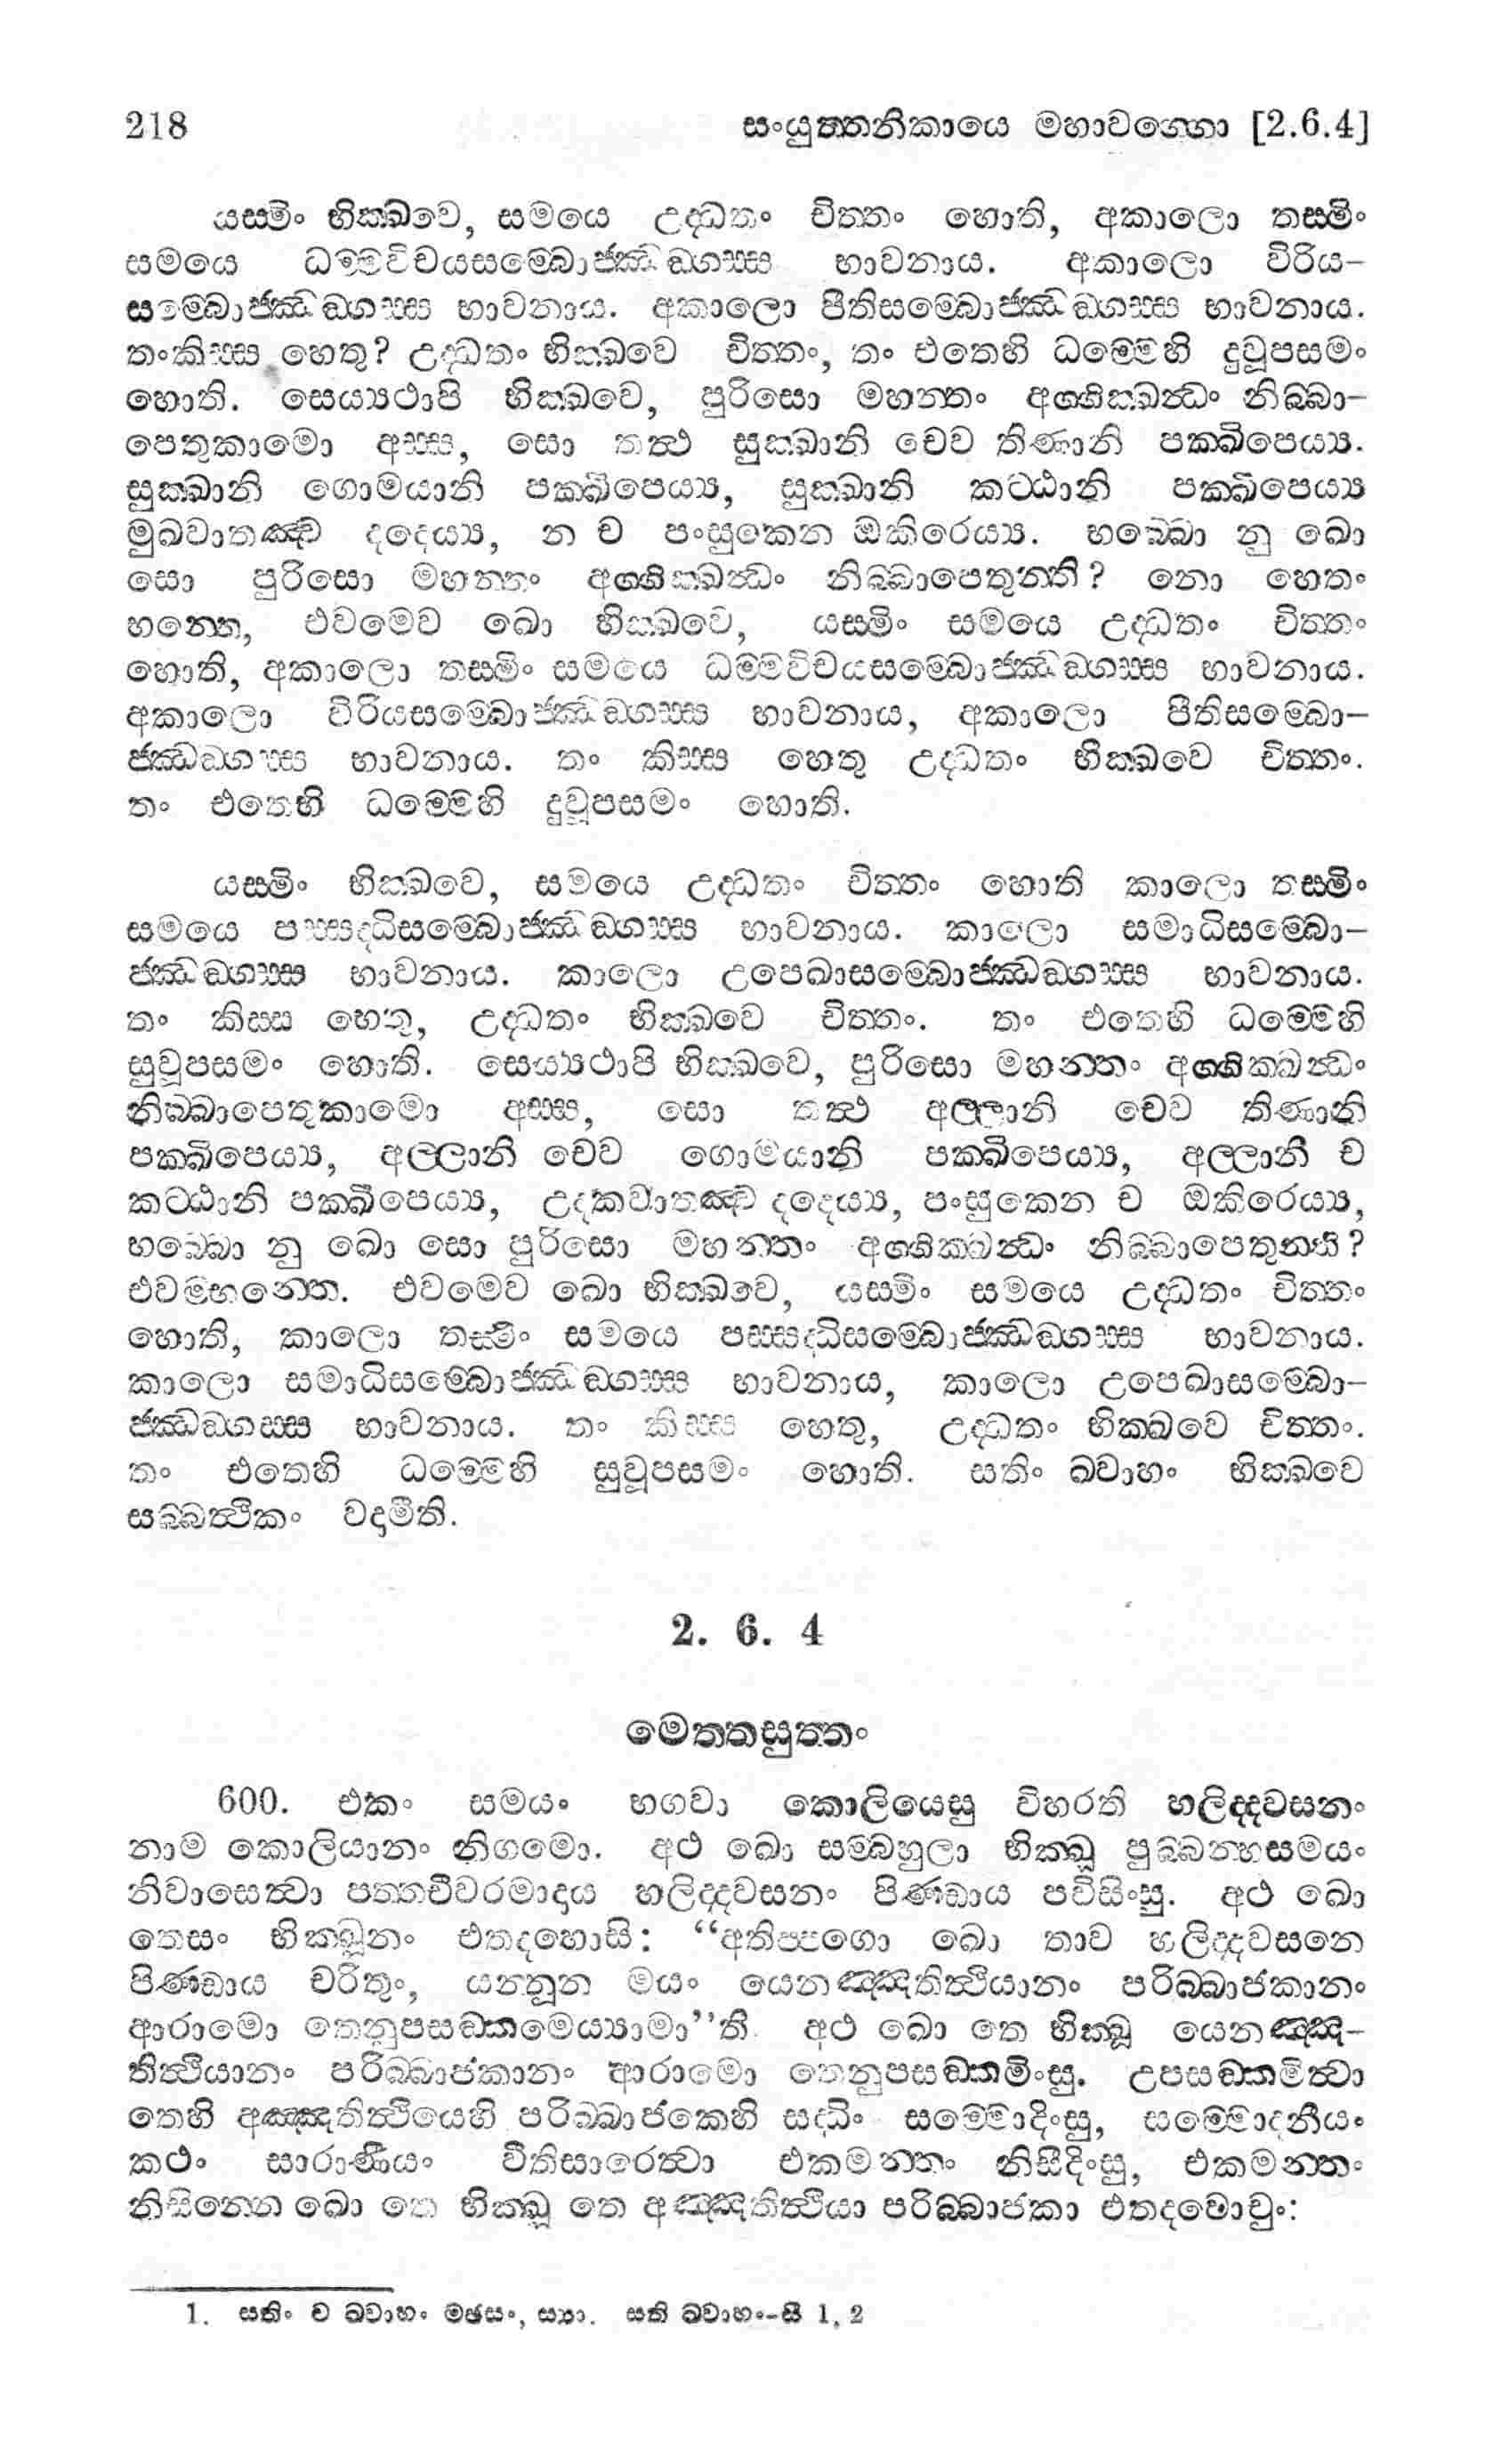 218 සංයුත්තනිකායෙ මහාවග්ගො [2.6.4]
යස්මිං භික්ඛවෙ, සමයෙ උද්ධතං චිත්තං හොති, අකාලො තස්මිං
සමයෙ ධම්මවිචයසම්බොජ්ඣඞ්ගස්ස භාවනාය. අකාලො විරිය-
සම්බොජ්ඣඞ්ගස්ස භාවනාය. අකාලො පීතිසම්බොජ්ඣඞ්ගස්ස භාවනාය.
තංකිස්ස හෙතු? උද්ධතං භික්ඛවෙ චිත්තං, තං එතෙහි ධම්මෙහි දුවූපසමං
හොති. සෙය්‍යථාපි භික්ඛවෙ, පුරිසො මහන්තං අග්ගික්ඛන්ධං නිබ්බා-
පෙතුකාමො අස්ස, සො තත්ථ සුක්ඛානි චෙව තිණානි පක්ඛිපෙය්‍ය.
සුක්ඛානි ගොමයානි පක්ඛිපෙය්‍ය, සුක්ඛානි කට්ඨානි පක්ඛිපෙය්‍ය
මුඛවාතඤ්ච දදෙය්‍ය, න ච පංසුකෙන ඔකිරෙය්‍ය. භබ්බො නු ඛො
සො පුරිසො මහන්තං අග්ගික්ඛන්ධං නිබ්බාපෙතුන්ති? නො හෙතං
භන්තෙ, එවමෙව ඛො භික්ඛවෙ, යස්මිං සමයෙ උද්ධතං චිත්තං
හොති, අකාලො තස්මිං සමයෙ ධම්මවිචයසම්බොජ්ඣඞ්ගස්ස භාවනාය.
අකාලො විරියසම්බොජ්ඣඞ්ගස්ස භාවනාය, අකාලො පීතිසම්බො-
ජ්ඣඞ්ගස්ස භාවනාය. තං කිස්ස හෙතු උද්ධතං භික්ඛවෙ චිත්තං.
තං එතෙහි ධම්මෙහි දුවූපසමං හොති.
යස්මිං භික්ඛවෙ, සමයෙ උද්ධතං චිත්තං හොති කාලො තස්මිං
සමයෙ පස්සද්ධිසම්බොජ්ඣඞ්ගස්ස භාවනාය. කාලො සමාධිසම්බො-
ජ්ඣඞ්ගස්ස භාවනාය. කාලො උපෙඛාසම්බොජ්ඣඞ්ගස්ස භාවනාය.
තං කිස්ස හෙතු, උද්ධතං භික්ඛවෙ චිත්තං. තං එතෙහි ධම්මෙහි
සුවූපසමං හොති. සෙය්‍යථාපි භික්ඛවෙ, පුරිසො මහන්තං අග්ගික්ඛන්ධං
නිබ්බාපෙතුකාමො අස්ස, සො තත්ථ අල්ලානි චෙව තිණානි
පක්ඛිපෙය්‍ය, අල්ලානි චෙව ගොමයානි පක්ඛිපෙය්‍ය, අල්ලානි ච
කට්ඨානි පක්ඛිපෙය්‍ය, උදකවාතඤ්ච දදෙය්‍ය, පංසුකෙන ච ඔකිරෙය්‍ය,
භබ්බො නු ඛො සො පුරිසො මහන්තං අග්ගික්ඛන්ධං නිබ්බාපෙතුන්ති?
එවම්භන්තෙ. එවමෙව ඛො භික්ඛවෙ, යස්මිං සමයෙ උද්ධතං චිත්තං
හොති, කාලො තස්මිං සමයෙ පස්සද්ධිසම්බොජ්ඣඞ්ගස්ස භාවනාය.
කාලො සමාධිසම්බොජ්ඣඞ්ගස්ස භාවනාය, කාලො උපෙඛාසම්බො-
ජ්ඣඞ්ගස්ස භාවනාය. තං කිස්ස හෙතු, උද්ධතං භික්ඛවෙ චිත්තං.
තං එතෙහි ධම්මෙහි සුවූපසමං හොති. සතිං ඛ්වාහං භික්ඛවෙ
සබ්බත්ථිකං වදාමීති.
2. 6. 4
මෙත්තසුත්තං
600. එකං සමයං භගවා කොලියෙසු විහරති හලිද්දවසනං
නාම කොලියානං නිගමො. අථ ඛො සම්බහුලා භික්ඛූ පුබ්බන්හසමයං
නිවාසෙත්වා පත්තචීවරමාදාය හලිද්දවසනං පිණ්ඩාය පවිසිංසු. අථ ඛො
තෙසං භික්ඛූනං එතදහොසි: “අතිප්පගො ඛො තාව හලිද්දවසනෙ
පිණ්ඩාය චරිතුං, යන්නූන මයං යෙනඤ්ඤතිත්ථියානං පරිබ්බාජකානං
ආරාමො තෙනුපසඞ්කමෙය්‍යාමා”ති. අථ ඛො තෙ භික්ඛූ යෙනඤ්ඤ-
තිත්ථියානං පරිබ්බාජකානං ආරාමො තෙනුපසඞ්කමිංසු. උපසඞ්කමිත්වා
තෙහි අඤ්ඤතිත්ථියෙහි පරිබ්බාජකෙහි සද්ධිං සම්මොදිංසු, සම්මොදනීයං
කථං සාරාණීයං වීතිසාරෙත්වා එකමන්තං නිසීදිංසු, එකමන්තං
නිසින්නෙ ඛො තෙ භික්ඛූ තෙ අඤ්ඤතිත්ථියා පරිබ්බාජකා එතදවොචුං:
1. සතිං ච ඛ්වාහං මඡසං, ස්‍යා. සති ඛ්වාහං-සී 1, 2